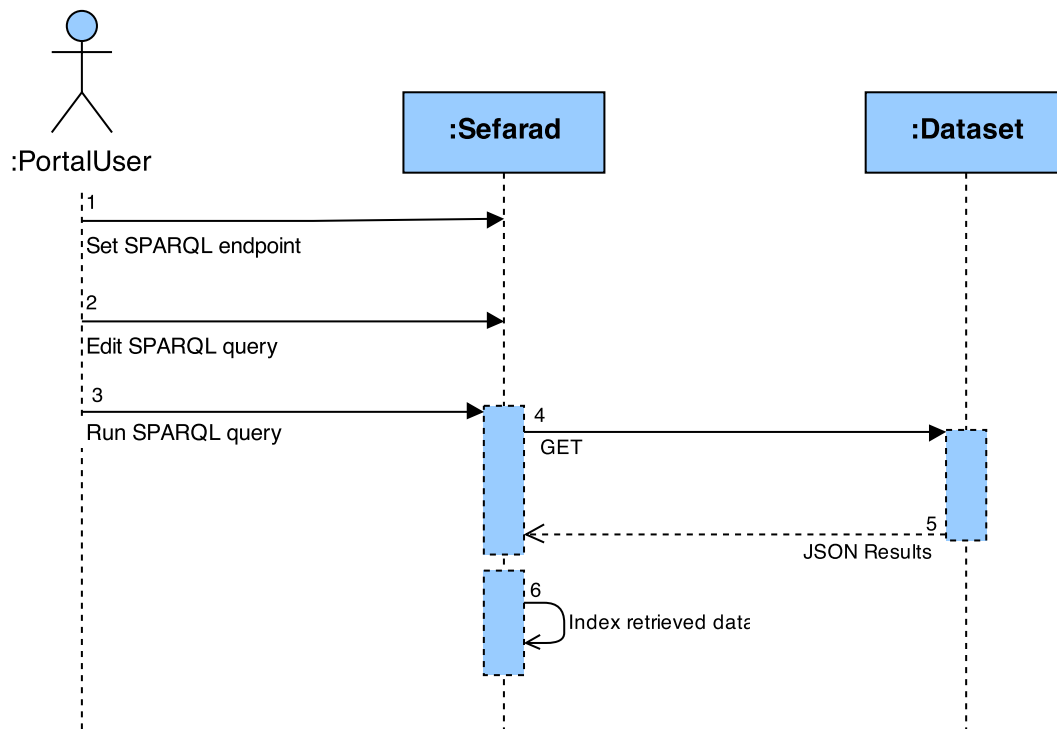 :PortalUser
:Sefarad
:Dataset
1
Set SPARQL endpoint
2
Edit SPARQL query
3
Run SPARQL query
4
GET
5
JSON Results
6
Index retrieved data